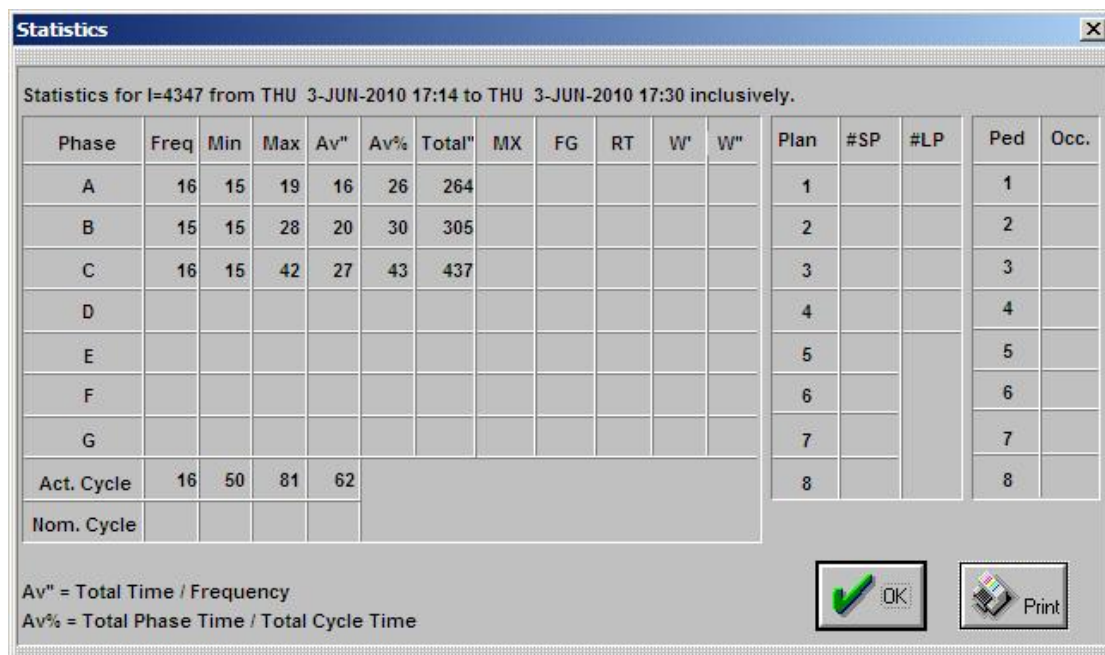 Statistics
Statistics for I=4347 from THU 3-JUN-2010 17:14 to THU 3-JUN-2010 17:30 inclusively.
Phase Freq Min Max Av" Av% Total" MX FG RT W' W" Plan #SP #LP Ped Occ.
A 16 15 19 16 26 264 1 1
B 15 15 28 20 30 305 2 2
C 16 15 42 27 43 437 3 3
D 4 4
E 5 5
F 6 6
G 7 7
Act. Cycle 16 50 81 62 8 8
Nom. Cycle
Av" = Total Time / Frequency
Av% = Total Phase Time / Total Cycle Time
OK
Print